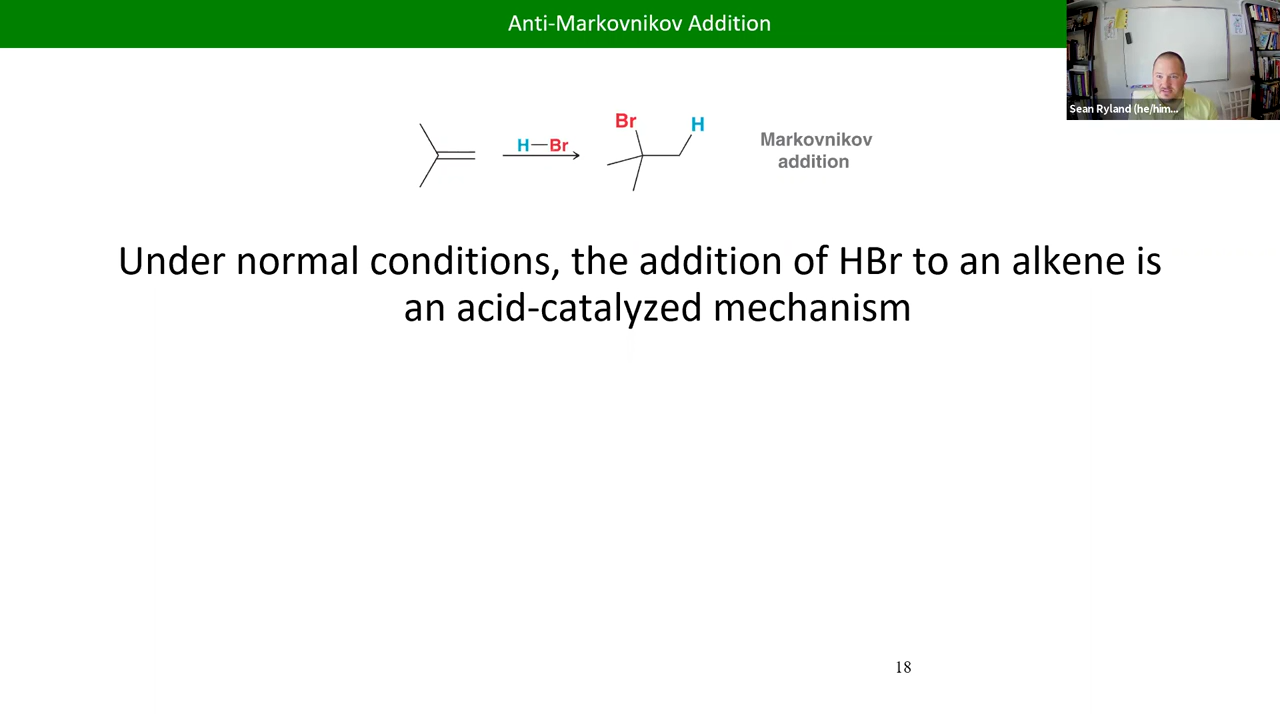 Anti-Markovnikov Addition
Sean Ryland (he/him...
Br
H
H—Br
Markovnikov
addition
Under normal conditions, the addition of HBr to an alkene is
an acid-catalyzed mechanism
18